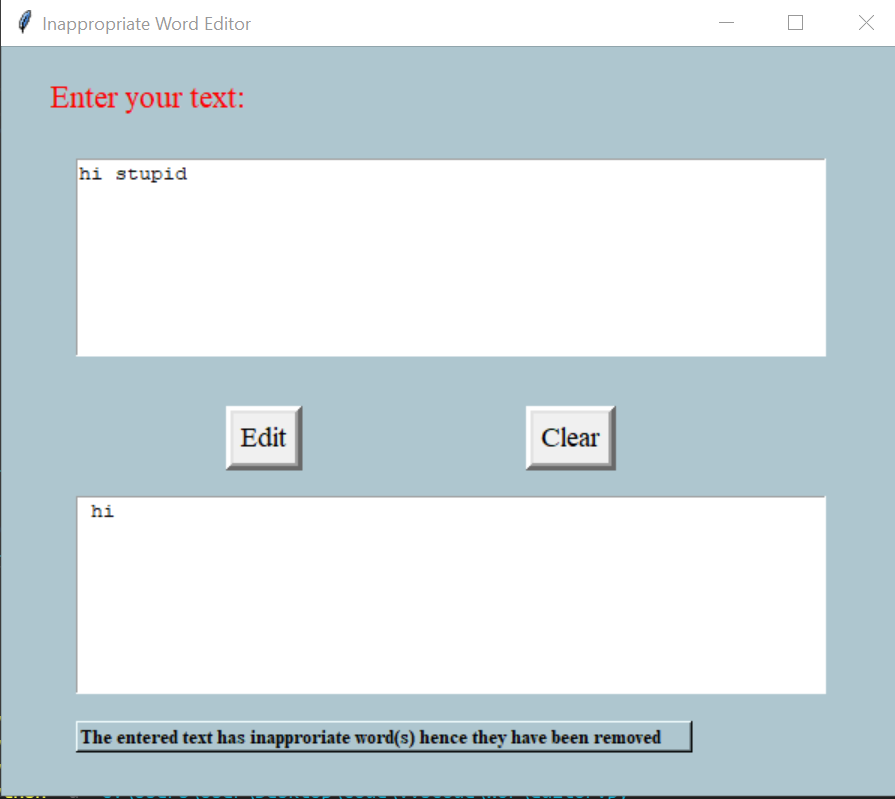 Inappropriate Word Editor
Enter your text:
hi stupid
Edit Clear
hi
The entered text has inapproriate word(s) hence they have been removed